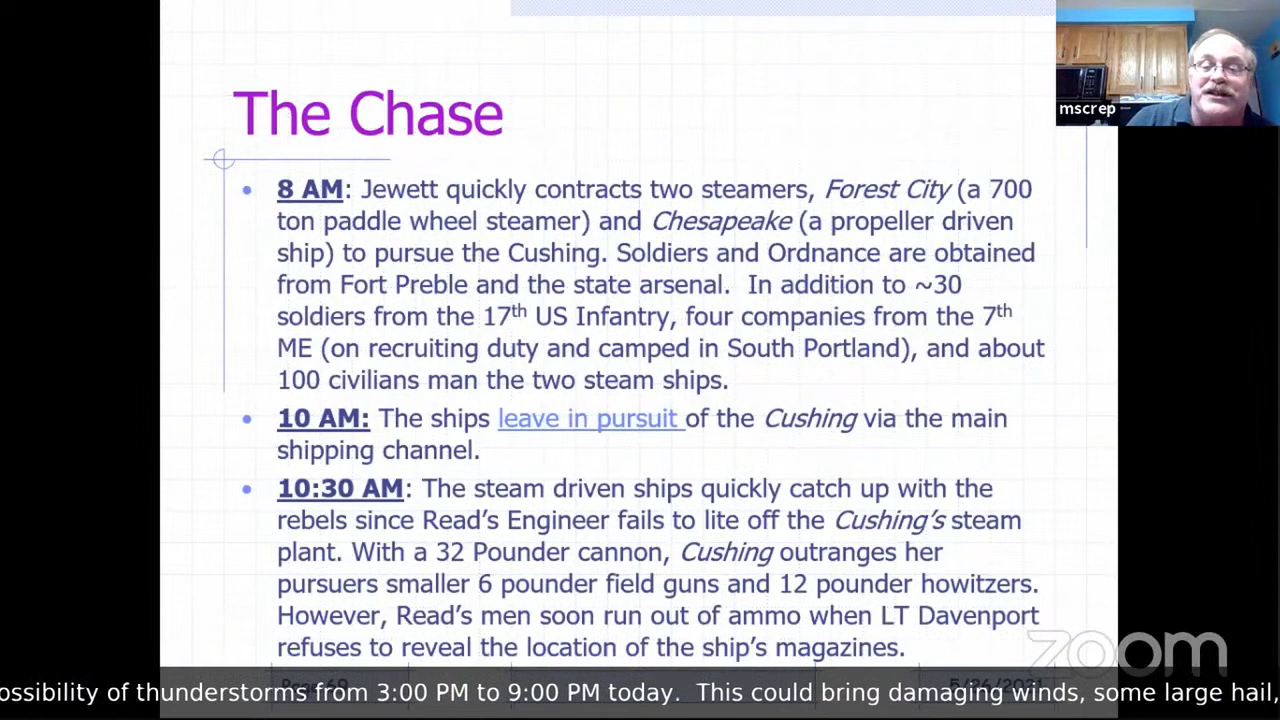 The Chase
mscrep
• 8 AM: Jewett quickly contracts two steamers, Forest City (a 700
ton paddle wheel steamer) and Chesapeake (a propeller driven
ship) to pursue the Cushing. Soldiers and Ordnance are obtained
from Fort Preble and the state arsenal.  In addition to ~30
soldiers from the 17th US Infantry, four companies from the 7th
ME (on recruiting duty and camped in South Portland), and about
100 civilians man the two steam ships.
• 10 AM: The ships leave in pursuit of the Cushing via the main
shipping channel.
• 10:30 AM: The steam driven ships quickly catch up with the
rebels since Read's Engineer fails to lite off the Cushing's steam
plant. With a 32 Pounder cannon, Cushing outranges her
pursuers smaller 6 pounder field guns and 12 pounder howitzers.
However, Read's men soon run out of ammo when LT Davenport
refuses to reveal the location of the ship's magazines.
zoom
ossibility of thunderstorms from 3:00 PM to 9:00 PM today.  This could bring damaging winds, some large hail,